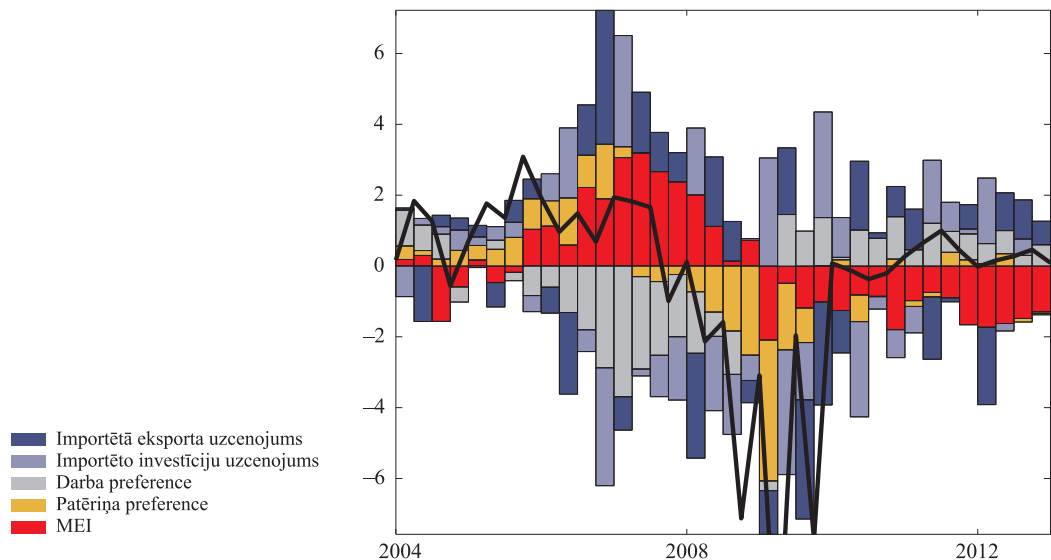 6
4
2
0
−2
−4
−6
Importētā eksporta uzcenojums
Importēto investīciju uzcenojums
Darba preference
Patēriņa preference
MEI
2004 2008 2012